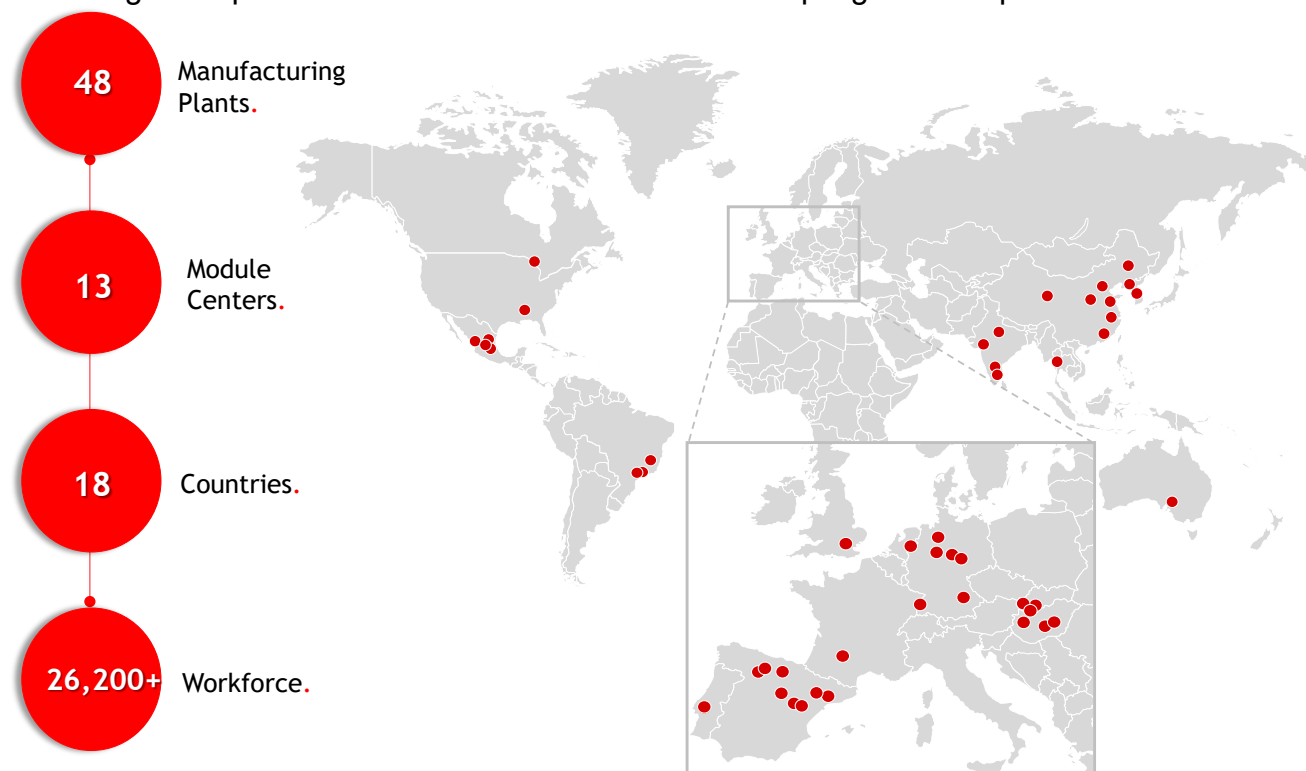 48
Manufacturing
Plants.
13
Module
Centers.
18
Countries.
26,200+
Workforce.